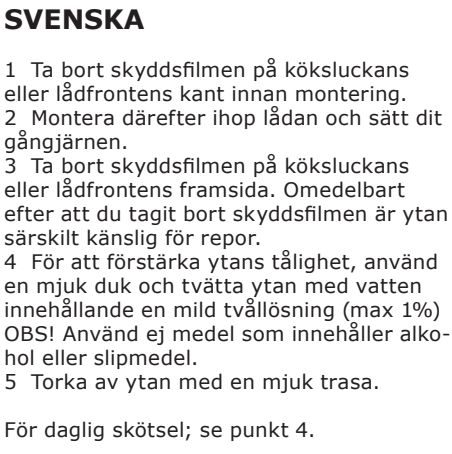 SVENSKA
1 Ta bort skyddsfilmen på köksluckans
eller lådfrontens kant innan montering.
2 Montera därefter ihop lådan och sätt dit
gångjärnen.
3 Ta bort skyddsfilmen på köksluckans
eller lådfrontens framsida. Omedelbart
efter att du tagit bort skyddsfilmen är ytan
särskilt känslig för repor.
4 För att förstärka ytans tålighet, använd
en mjuk duk och tvätta ytan med vatten
innehållande en mild tvållösning (max 1%)
OBS! Använd ej medel som innehåller alko-
hol eller slipmedel.
5 Torka av ytan med en mjuk trasa.
För daglig skötsel; se punkt 4.